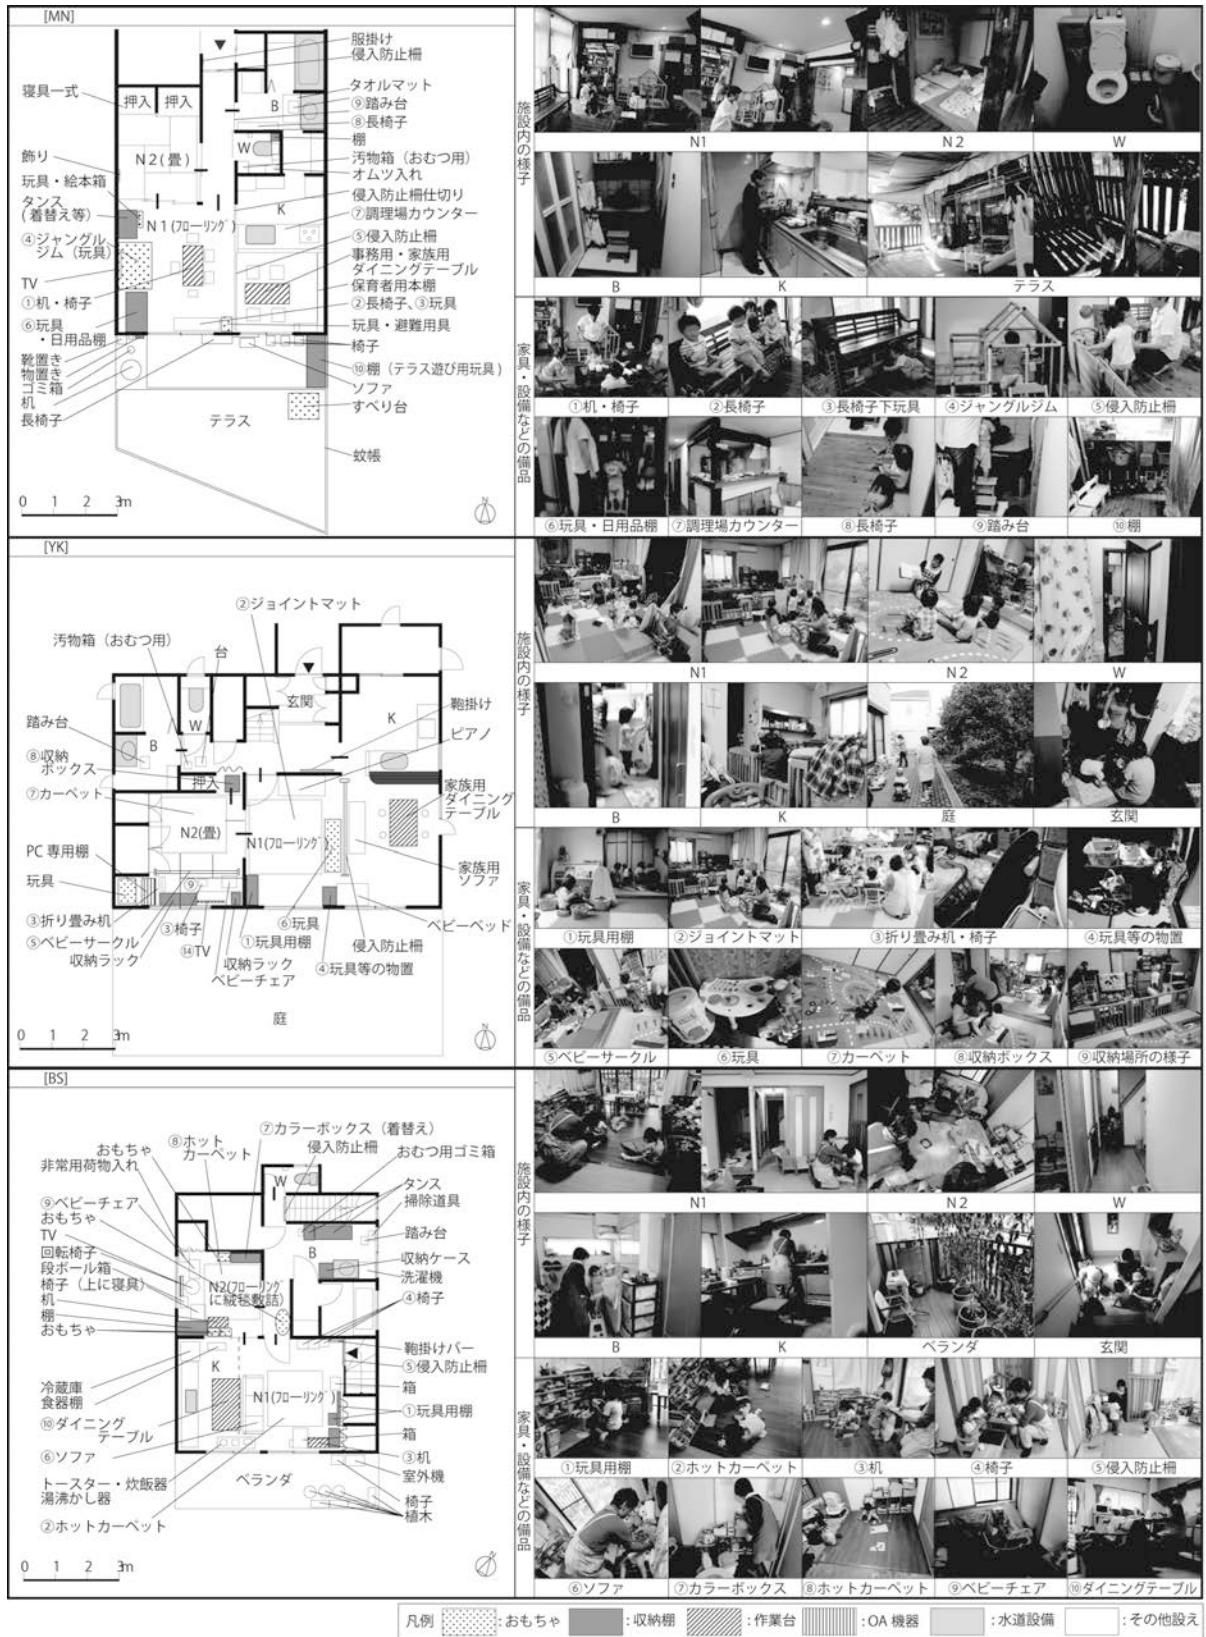 [MN]
服掛け
侵入防止柵
寝具一式
押入
押入
タオルマット
⑨踏み台
B
⑧長椅子
棚
W
N2(畳)
汚物箱（おむつ用）
オムツ入れ
飾り
玩具・絵本箱
侵入防止柵仕切り
K
タンス
(着替え等)
N1(フローリング)
⑦調理場カウンター
④ジャングル
ジム（玩具）
⑤侵入防止柵
事務用・家族用
ダイニングテーブル
TV
保育者用本棚
①机・椅子
②長椅子、③玩具
⑥玩具
・日用品棚
玩具・避難用具
椅子
靴置き
物置き
ゴミ箱
机
長椅子
⑩棚（テラス遊び用玩具）
ソファ
すべり台
テラス
蚊帳
0 1 2 3m
N
施設内の様子
N1
N2
W
B
K
テラス
家具・設備などの備品
①机・椅子
②長椅子
③長椅子下玩具
④ジャングルジム
⑤侵入防止柵
⑥玩具・日用品棚
⑦調理場カウンター
⑧長椅子
⑨踏み台
⑩棚
[YK]
②ジョイントマット
汚物箱（おむつ用）
台
玄関
鞄掛け
K
W
踏み台
ピアノ
B
⑧収納
ボックス
押入
⑦カーペット
家族用
ダイニング
テーブル
N2(畳)
N1(フローリング)
PC専用棚
玩具
家族用
ソファ
⑨
③折り畳み机
③椅子
①玩具用棚
⑥玩具
ベビーベッド
⑤ベビーサークル
収納ラック
⑭TV
収納ラック
ベビーチェア
④玩具等の物置
侵入防止柵
庭
0 1 2 3m
N
施設内の様子
N1
N2
W
B
K
庭
玄関
家具・設備などの備品
①玩具用棚
②ジョイントマット
③折り畳み机・椅子
④玩具等の物置
⑤ベビーサークル
⑥玩具
⑦カーペット
⑧収納ボックス
⑨収納場所の様子
[BS]
⑦カラーボックス（着替え）
⑧ホット
カーペット
侵入防止柵
おもちゃ
おむつ用ゴミ箱
非常用荷物入れ
W
タンス
掃除道具
⑨ベビーチェア
おもちゃ
踏み台
TV
B
回転椅子
収納ケース
段ボール箱
洗濯機
椅子（上に寝具）
N2(フローリング
に絨毯敷詰)
④椅子
机
棚
おもちゃ
鞄掛けバー
⑤侵入防止柵
K
箱
冷蔵庫
食器棚
N1(フローリング)
①玩具用棚
⑩ダイニング
テーブル
箱
⑥ソファ
③机
室外機
トースター・炊飯器
湯沸かし器
ベランダ
椅子
植木
②ホットカーペット
0 1 2 3m
N
施設内の様子
N1
N2
W
B
K
ベランダ
玄関
家具・設備などの備品
①玩具用棚
②ホットカーペット
③机
④椅子
⑤侵入防止柵
⑥ソファ
⑦カラーボックス
⑧ホットカーペット
⑨ベビーチェア
⑩ダイニングテーブル
凡例 :おもちゃ :収納棚 :作業台 :OA機器 :水道設備 :その他設え